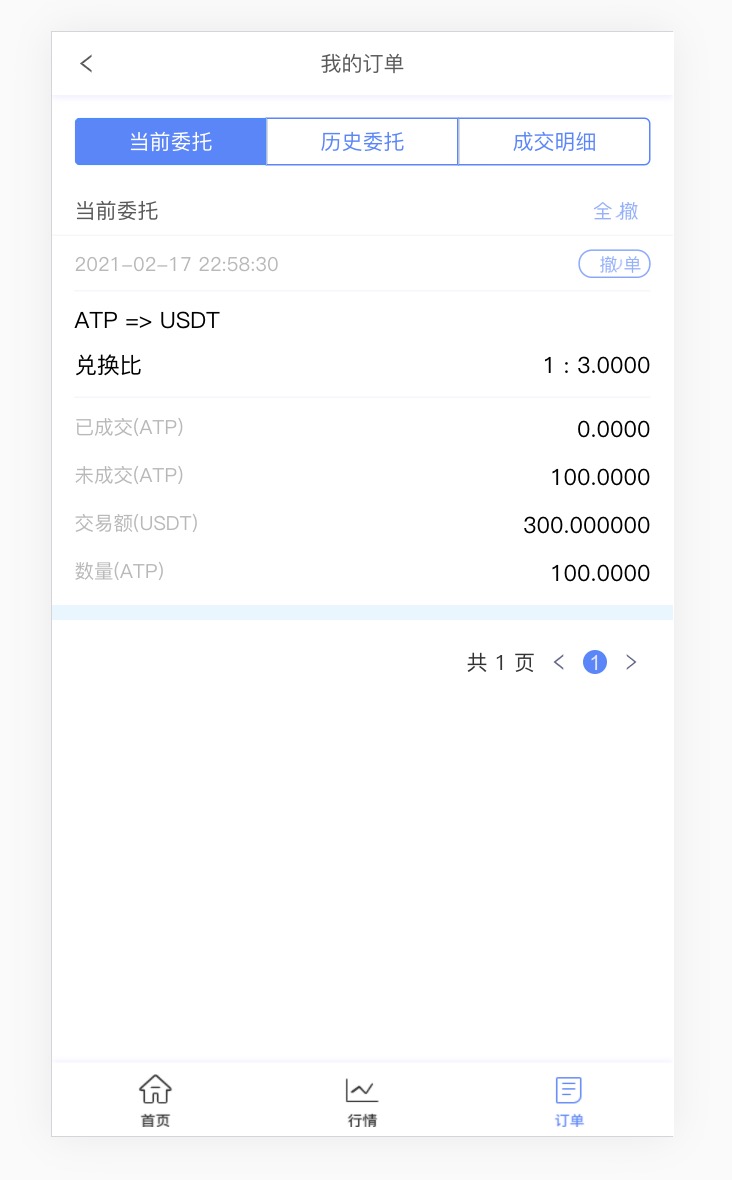 我的订单
当前委托 历史委托 成交明细
当前委托 全撤
2021-02-17 22:58:30 撤单
ATP => USDT
兑换比 1 : 3.0000
已成交(ATP) 0.0000
未成交(ATP) 100.0000
交易额(USDT) 300.000000
数量(ATP) 100.0000
共 1 页 < 1 >
首页 行情 订单